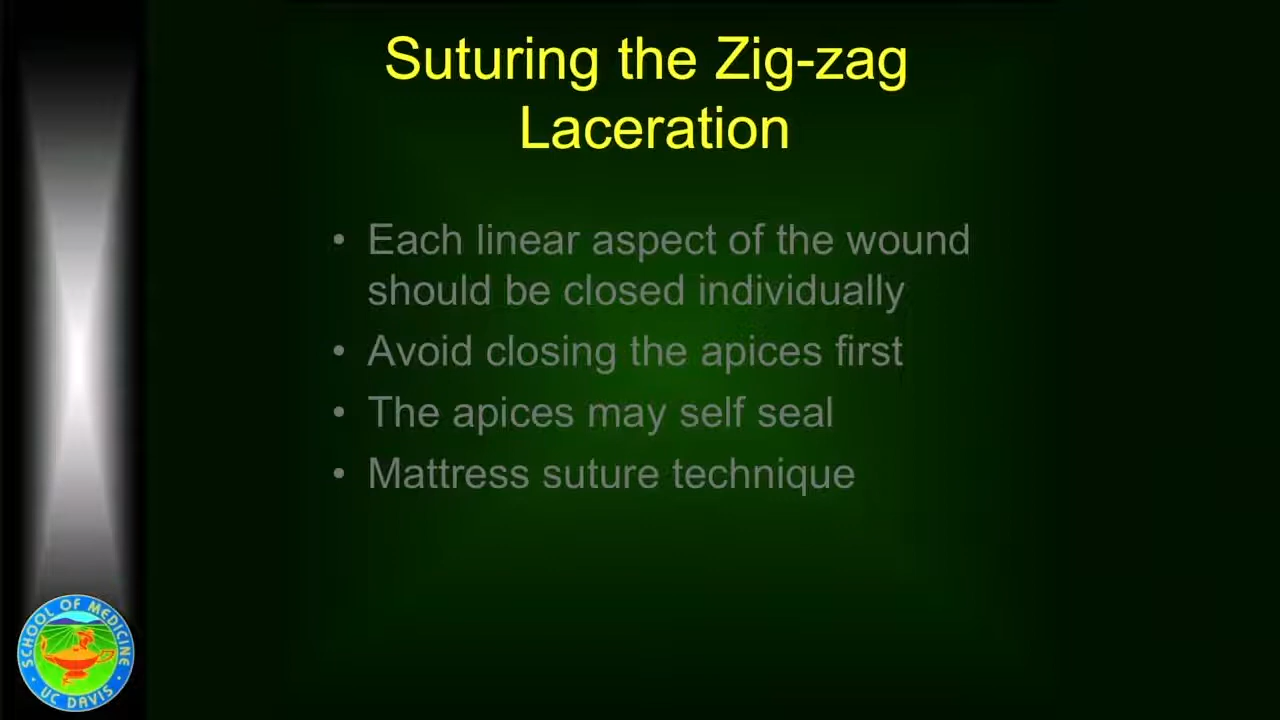 Suturing the Zig-zag
Laceration
• Each linear aspect of the wound
should be closed individually
• Avoid closing the apices first
• The apices may self seal
• Mattress suture technique
SCHOOL OF MEDICINE
· UC DAVIS ·